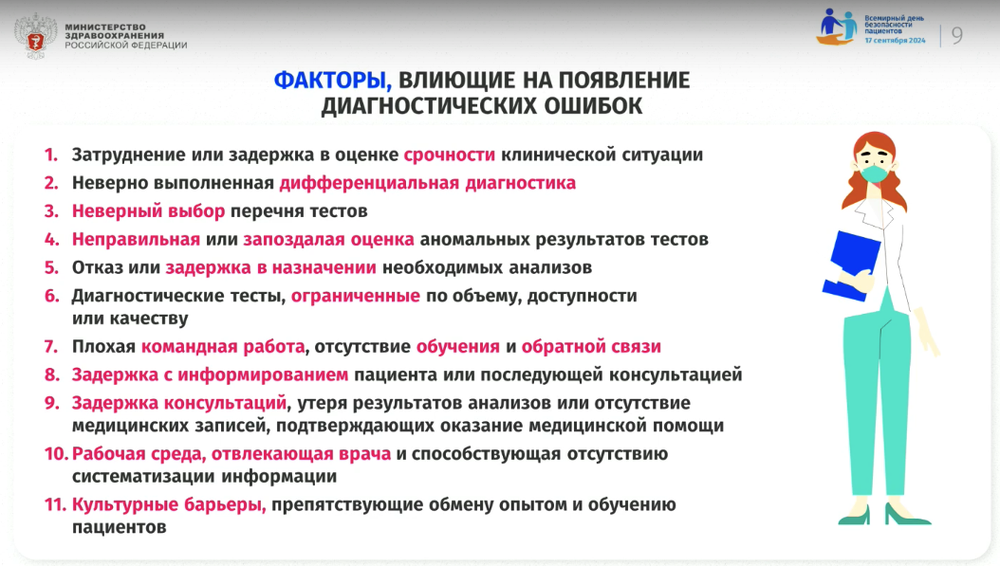 МИНИСТЕРСТВО
ЗДРАВООХРАНЕНИЯ
РОССИЙСКОЙ ФЕДЕРАЦИИ
Всемирный день
безопасности
пациентов
17 сентября 2024
9
ФАКТОРЫ, ВЛИЯЮЩИЕ НА ПОЯВЛЕНИЕ
ДИАГНОСТИЧЕСКИХ ОШИБОК
1. Затруднение или задержка в оценке срочности клинической ситуации
2. Неверно выполненная дифференциальная диагностика
3. Неверный выбор перечня тестов
4. Неправильная или запоздалая оценка аномальных результатов тестов
5. Отказ или задержка в назначении необходимых анализов
6. Диагностические тесты, ограниченные по объему, доступности
или качеству
7. Плохая командная работа, отсутствие обучения и обратной связи
8. Задержка с информированием пациента или последующей консультацией
9. Задержка консультаций, утеря результатов анализов или отсутствие
медицинских записей, подтверждающих оказание медицинской помощи
10. Рабочая среда, отвлекающая врача и способствующая отсутствию
систематизации информации
11. Культурные барьеры, препятствующие обмену опытом и обучению
пациентов